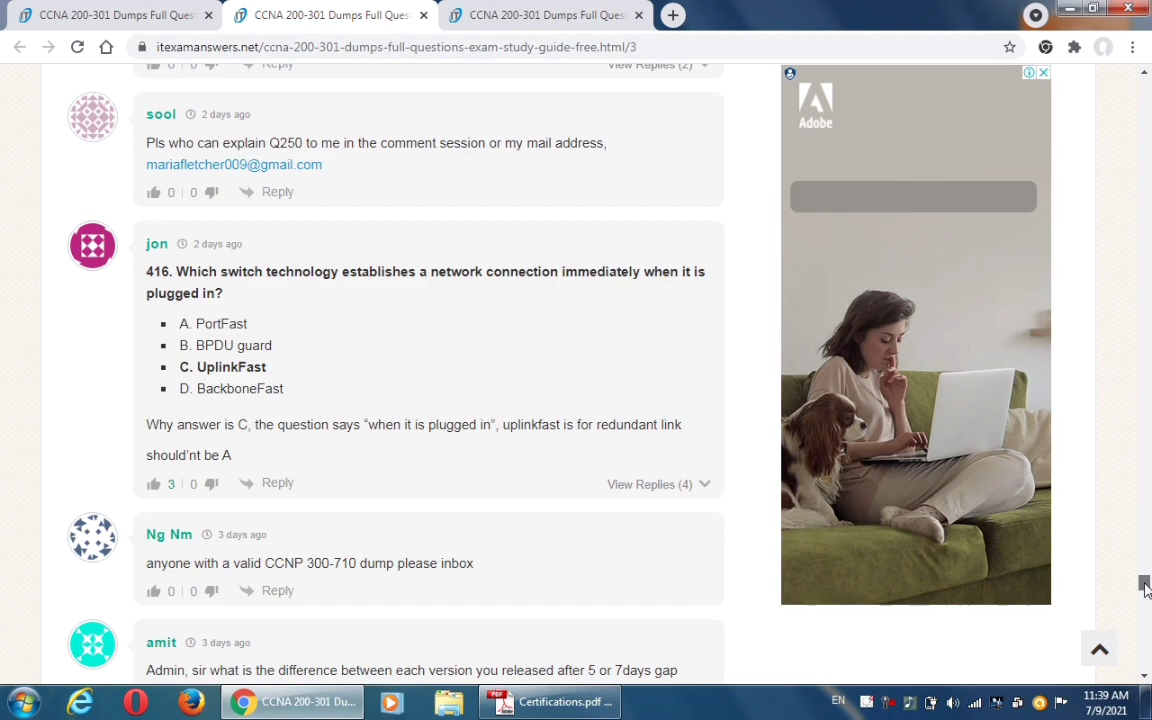 CCNA 200-301 Dumps Full Ques
CCNA 200-301 Dumps Full Ques
CCNA 200-301 Dumps Full Ques
itexamanswers.net/ccna-200-301-dumps-full-questions-exam-study-guide-free.html/3
0 0 Reply View Replies (2)
sool 2 days ago
Pls who can explain Q250 to me in the comment session or my mail address,
mariafletcher009@gmail.com
0 | 0 Reply
jon 2 days ago
416. Which switch technology establishes a network connection immediately when it is
plugged in?
A. PortFast
B. BPDU guard
C. UplinkFast
D. BackboneFast
Why answer is C, the question says “when it is plugged in”, uplinkfast is for redundant link
should'nt be A
3 | 0 Reply View Replies (4)
Ng Nm 3 days ago
anyone with a valid CCNP 300-710 dump please inbox
0 | 0 Reply
amit 3 days ago
Admin, sir what is the difference between each version you released after 5 or 7days gap
Adobe
CCNA 200-301 Du...
PDF
Certifications.pdf ...
EN
11:39 AM
7/9/2021